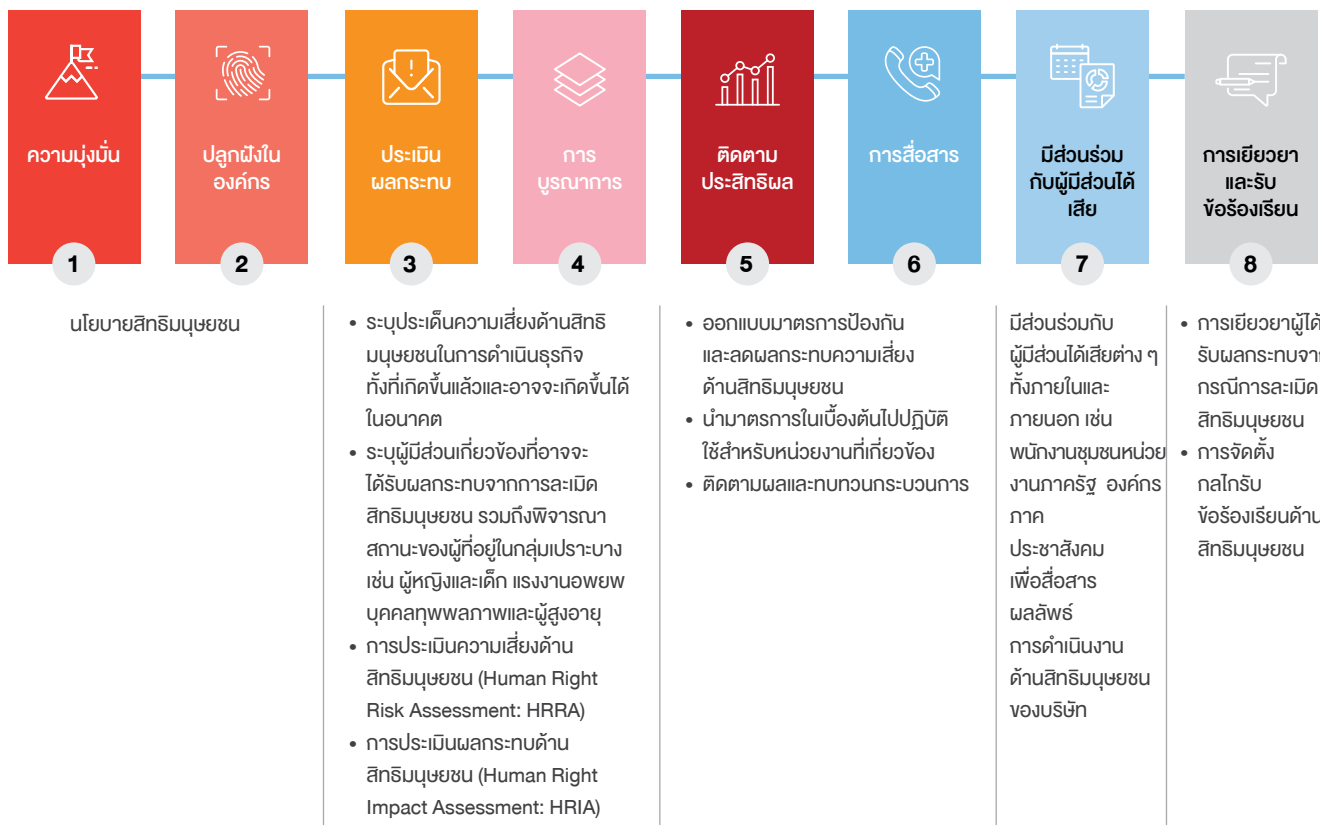 ความมุ่งมั่น
1
ปลูกฝังใน
องค์กร
2
ประเมิน
ผลกระทบ
3
การ
บูรณาการ
4
ติดตาม
ประสิทธิผล
5
การสื่อสาร
6
มีส่วนร่วม
กับผู้มีส่วนได้
เสีย
7
การเยียวยา
และรับ
ข้อร้องเรียน
8
นโยบายสิทธิมนุษยชน
• ระบุประเด็นความเสี่ยงด้านสิทธิ
มนุษยชนในการดำเนินธุรกิจ
ทั้งที่เกิดขึ้นแล้วและอาจจะเกิดขึ้นได้
ในอนาคต
• ระบุผู้มีส่วนเกี่ยวข้องที่อาจจะ
ได้รับผลกระทบจากการละเมิด
สิทธิมนุษยชน รวมถึงพิจารณา
สถานะของผู้ที่อยู่ในกลุ่มเปราะบาง
เช่น ผู้หญิงและเด็ก แรงงานอพยพ
บุคคลทุพพลภาพและผู้สูงอายุ
• การประเมินความเสี่ยงด้าน
สิทธิมนุษยชน (Human Right
Risk Assessment: HRRA)
• การประเมินผลกระทบด้าน
สิทธิมนุษยชน (Human Right
Impact Assessment: HRIA)
• ออกแบบมาตรการป้องกัน
และลดผลกระทบความเสี่ยง
ด้านสิทธิมนุษยชน
• นำมาตรการในเบื้องต้นไปปฏิบัติ
ใช้สำหรับหน่วยงานที่เกี่ยวข้อง
• ติดตามผลและทบทวนกระบวนการ
มีส่วนร่วมกับ
ผู้มีส่วนได้เสียต่าง ๆ
ทั้งภายในและ
ภายนอก เช่น
พนักงานชุมชนหน่วย
งานภาครัฐ องค์กร
ภาค
ประชาสังคม
เพื่อสื่อสาร
ผลลัพธ์
การดำเนินงาน
ด้านสิทธิมนุษยชน
ของบริษัท
• การเยียวยาผู้ได้
รับผลกระทบจาก
กรณีการละเมิด
สิทธิมนุษยชน
• การจัดตั้ง
กลไกรับ
ข้อร้องเรียนด้าน
สิทธิมนุษยชน